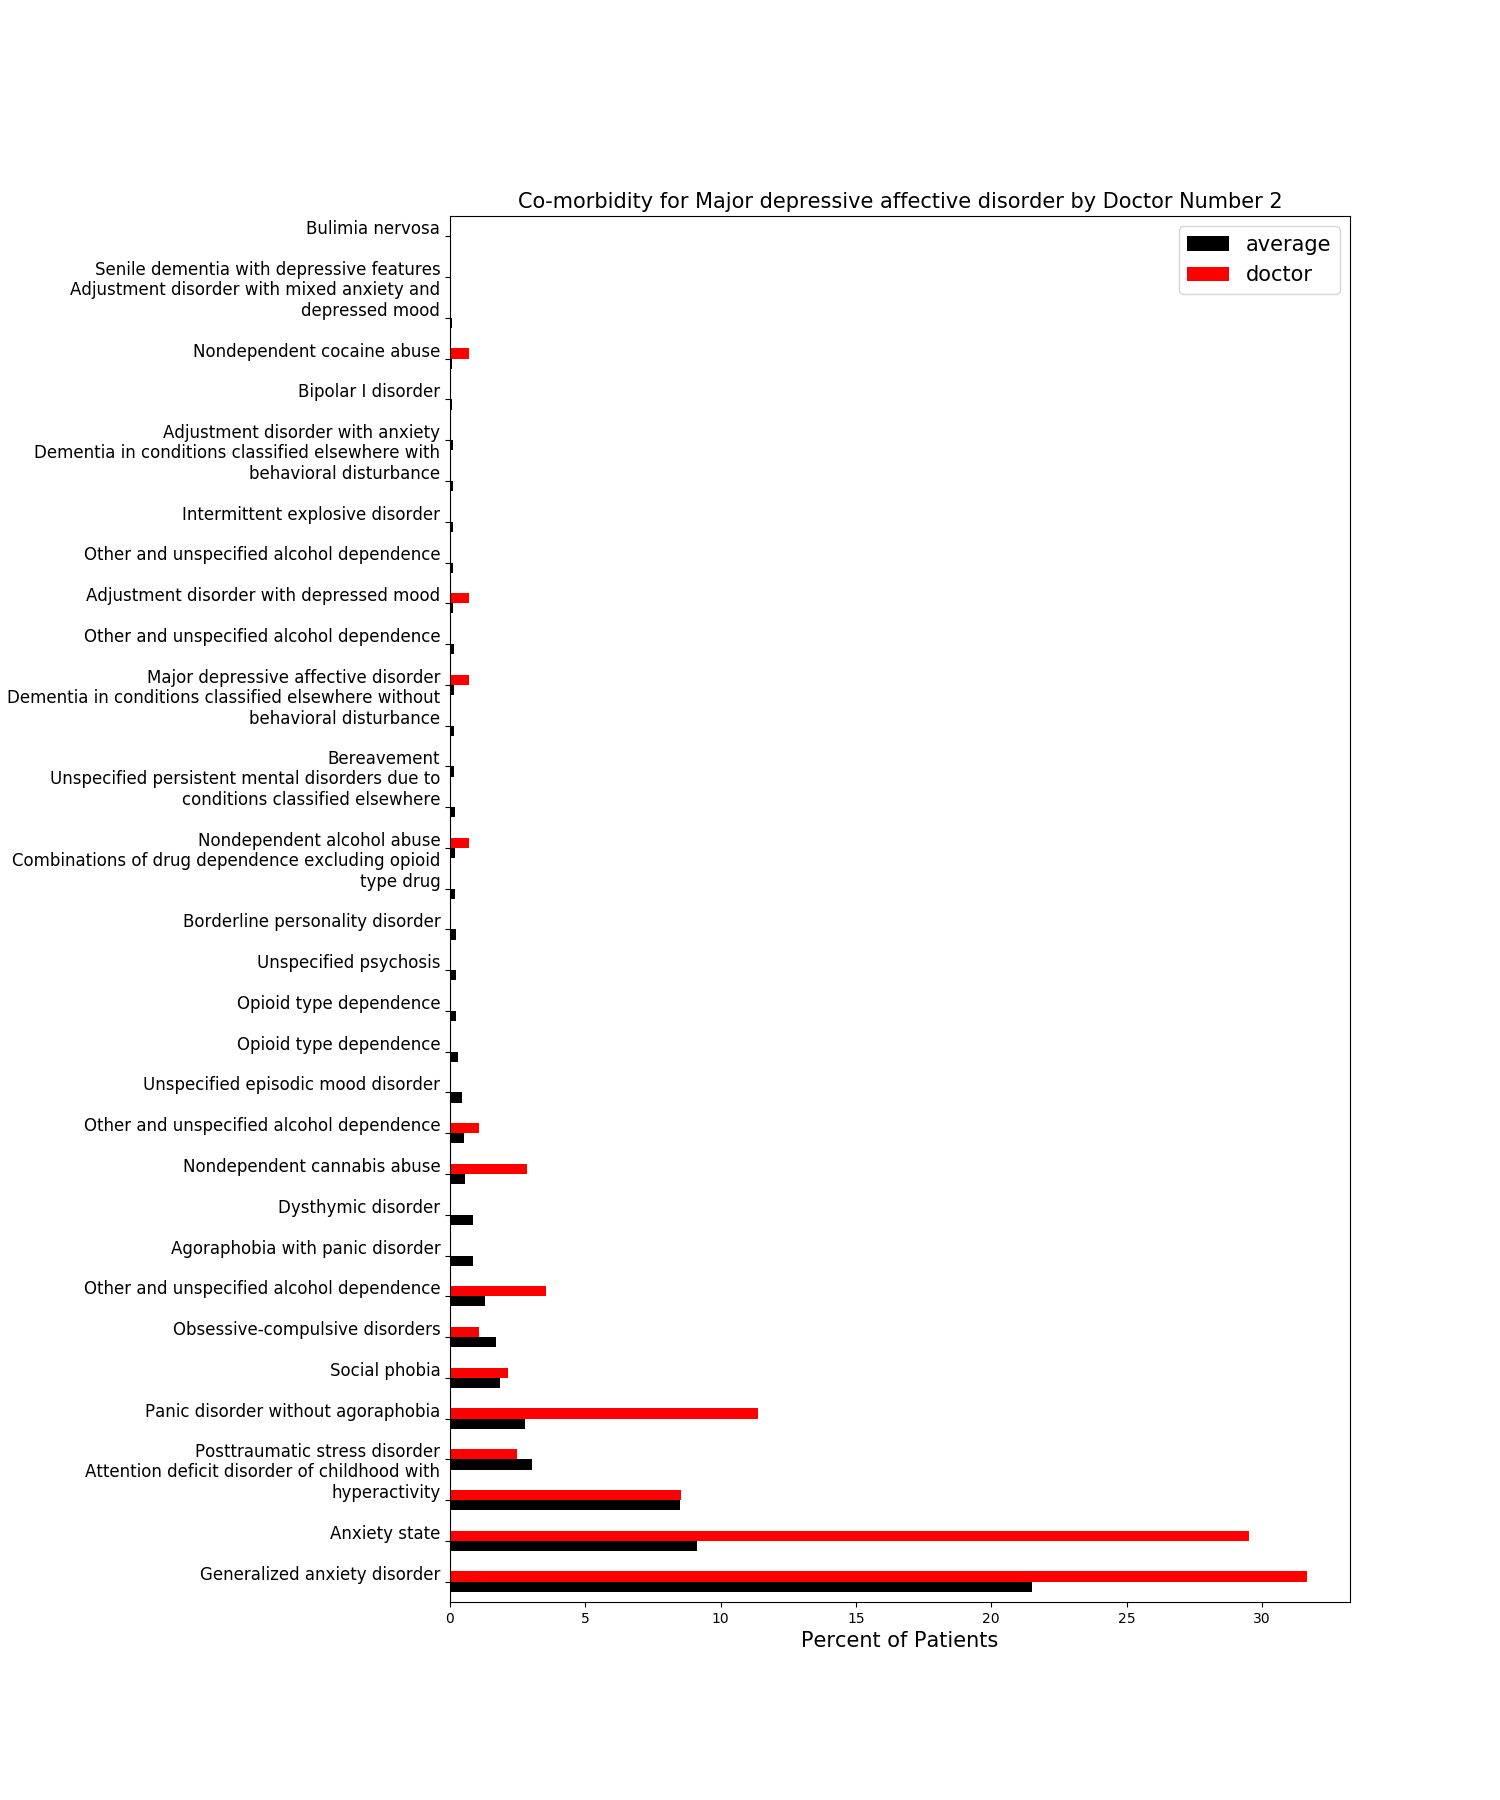 Co-morbidity for Major depressive affective disorder by Doctor Number 2
average
doctor
Bulimia nervosa
Senile dementia with depressive features
Adjustment disorder with mixed anxiety and
depressed mood
Nondependent cocaine abuse
Bipolar I disorder
Adjustment disorder with anxiety
Dementia in conditions classified elsewhere with
behavioral disturbance
Intermittent explosive disorder
Other and unspecified alcohol dependence
Adjustment disorder with depressed mood
Other and unspecified alcohol dependence
Major depressive affective disorder
Dementia in conditions classified elsewhere without
behavioral disturbance
Bereavement
Unspecified persistent mental disorders due to
conditions classified elsewhere
Nondependent alcohol abuse
Combinations of drug dependence excluding opioid
type drug
Borderline personality disorder
Unspecified psychosis
Opioid type dependence
Opioid type dependence
Unspecified episodic mood disorder
Other and unspecified alcohol dependence
Nondependent cannabis abuse
Dysthymic disorder
Agoraphobia with panic disorder
Other and unspecified alcohol dependence
Obsessive-compulsive disorders
Social phobia
Panic disorder without agoraphobia
Posttraumatic stress disorder
Attention deficit disorder of childhood with
hyperactivity
Anxiety state
Generalized anxiety disorder
0 5 10 15 20 25 30
Percent of Patients